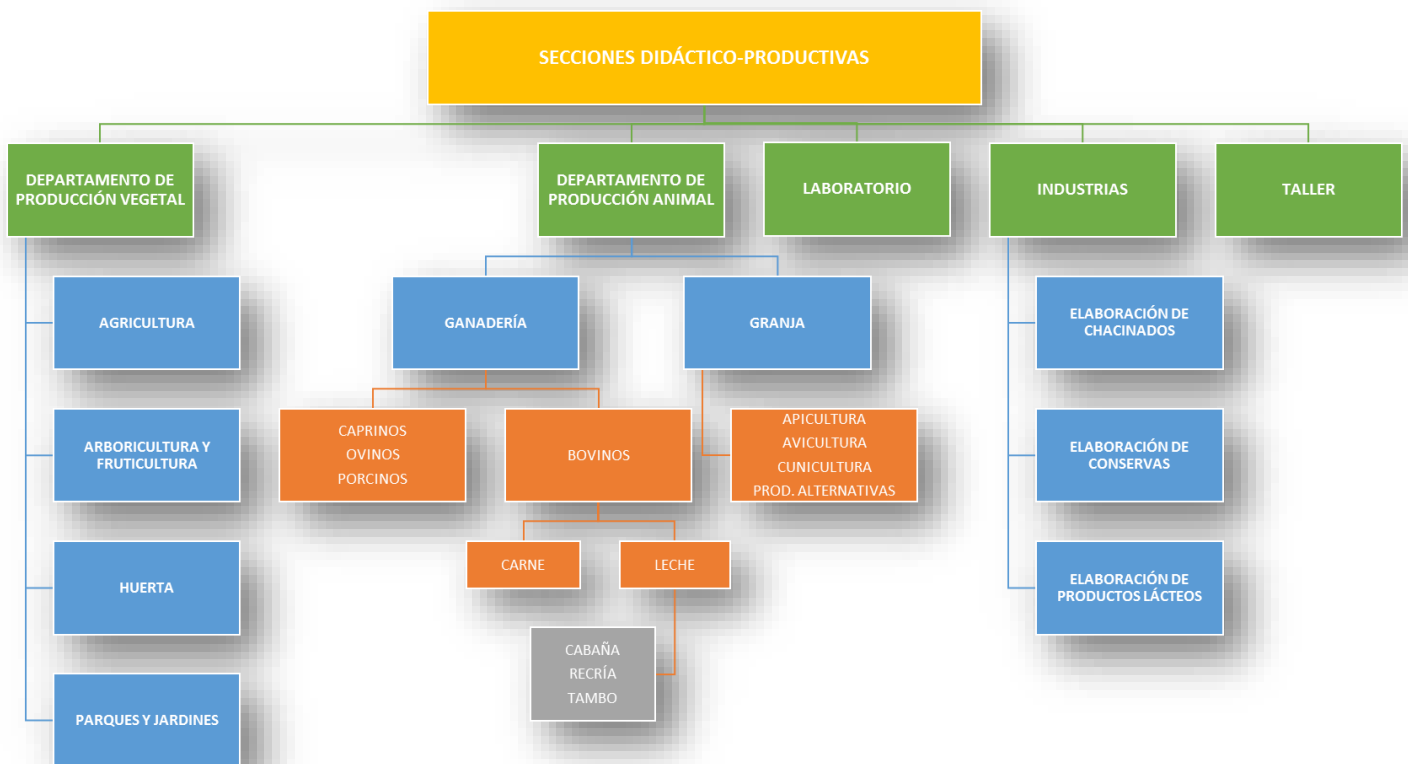 SECCIONES DIDÁCTICO-PRODUCTIVAS
DEPARTAMENTO DE
PRODUCCIÓN VEGETAL
DEPARTAMENTO DE
PRODUCCIÓN ANIMAL
LABORATORIO
INDUSTRIAS
TALLER
AGRICULTURA
ARBORICULTURA Y
FRUTICULTURA
HUERTA
PARQUES Y JARDINES
GANADERÍA
CAPRINOS
OVINOS
PORCINOS
BOVINOS
CARNE
LECHE
CABAÑA
RECRÍA
TAMBO
GRANJA
APICULTURA
AVICULTURA
CUNICULTURA
PROD. ALTERNATIVAS
ELABORACIÓN DE
CHACINADOS
ELABORACIÓN DE
CONSERVAS
ELABORACIÓN DE
PRODUCTOS LÁCTEOS